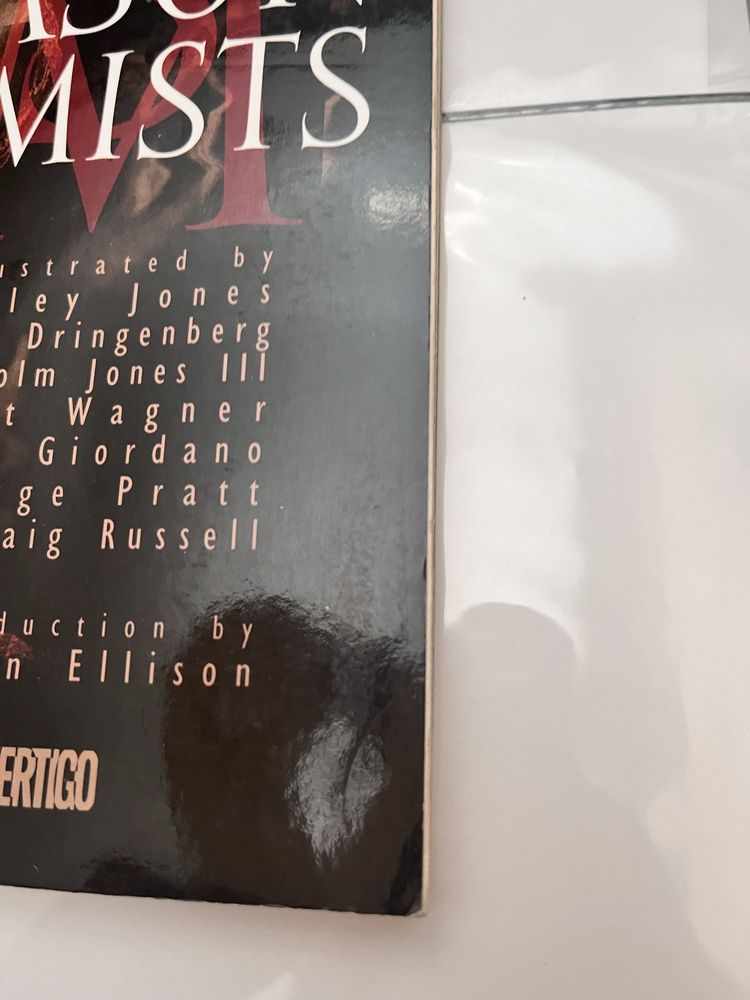 ASON
MISTS
M
ustrated by
ley Jones
Dringenberg
olm Jones III
t Wagner
Giordano
ge Pratt
aig Russell
duction by
n Ellison
ERTIGO